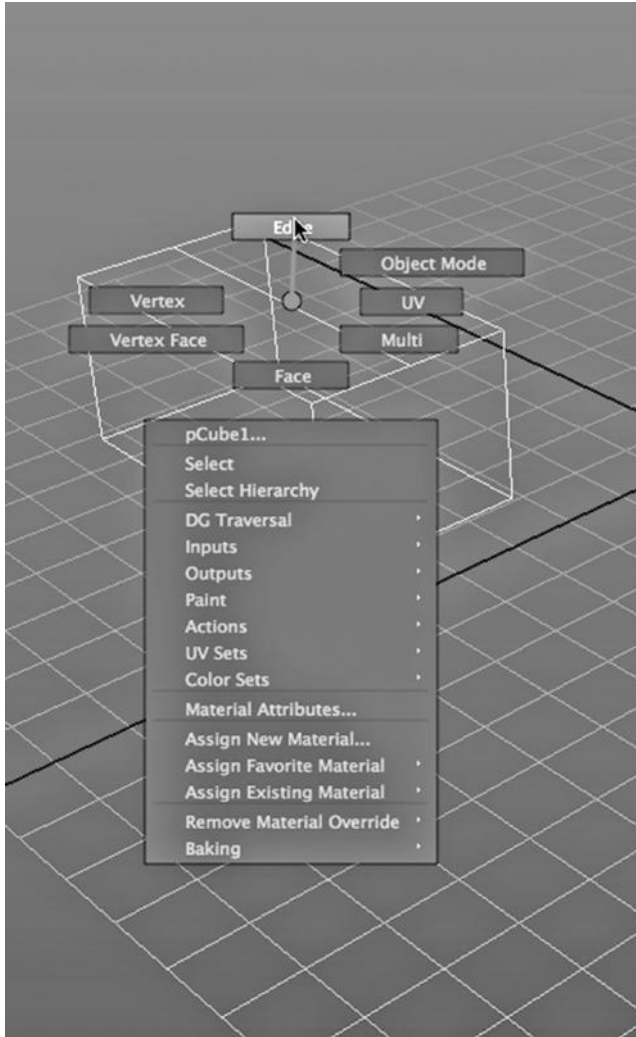 Edge
Object Mode
Vertex
UV
Vertex Face
Multi
Face
pCube1...
Select
Select Hierarchy
DG Traversal
Inputs
Outputs
Paint
Actions
UV Sets
Color Sets
Material Attributes...
Assign New Material...
Assign Favorite Material
Assign Existing Material
Remove Material Override
Baking